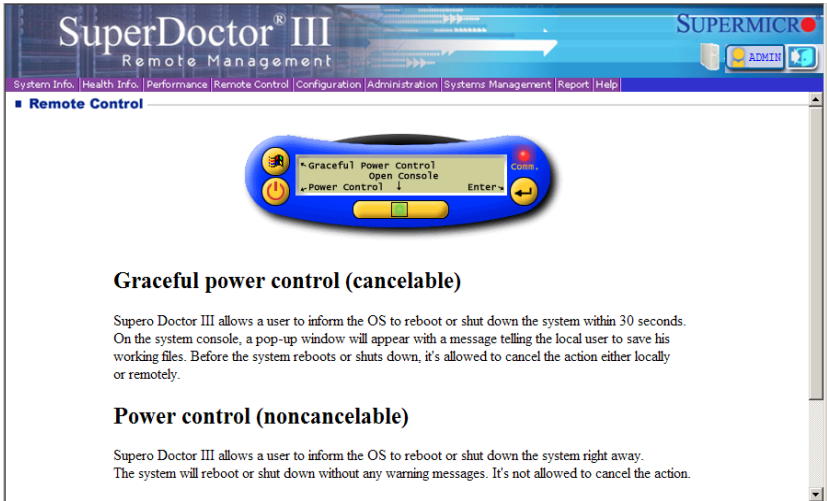 SuperDoctor® III
Remote Management
SUPERMICRO®
ADMIN
System Info. Health Info. Performance Remote Control Configuration Administration Systems Management Report Help
Remote Control
Graceful Power Control
Open Console
Power Control Enter
Comm.
Graceful power control (cancelable)
Supero Doctor III allows a user to inform the OS to reboot or shut down the system within 30 seconds.
On the system console, a pop-up window will appear with a message telling the local user to save his
working files. Before the system reboots or shuts down, it's allowed to cancel the action either locally
or remotely.
Power control (noncancelable)
Supero Doctor III allows a user to inform the OS to reboot or shut down the system right away.
The system will reboot or shut down without any warning messages. It's not allowed to cancel the action.